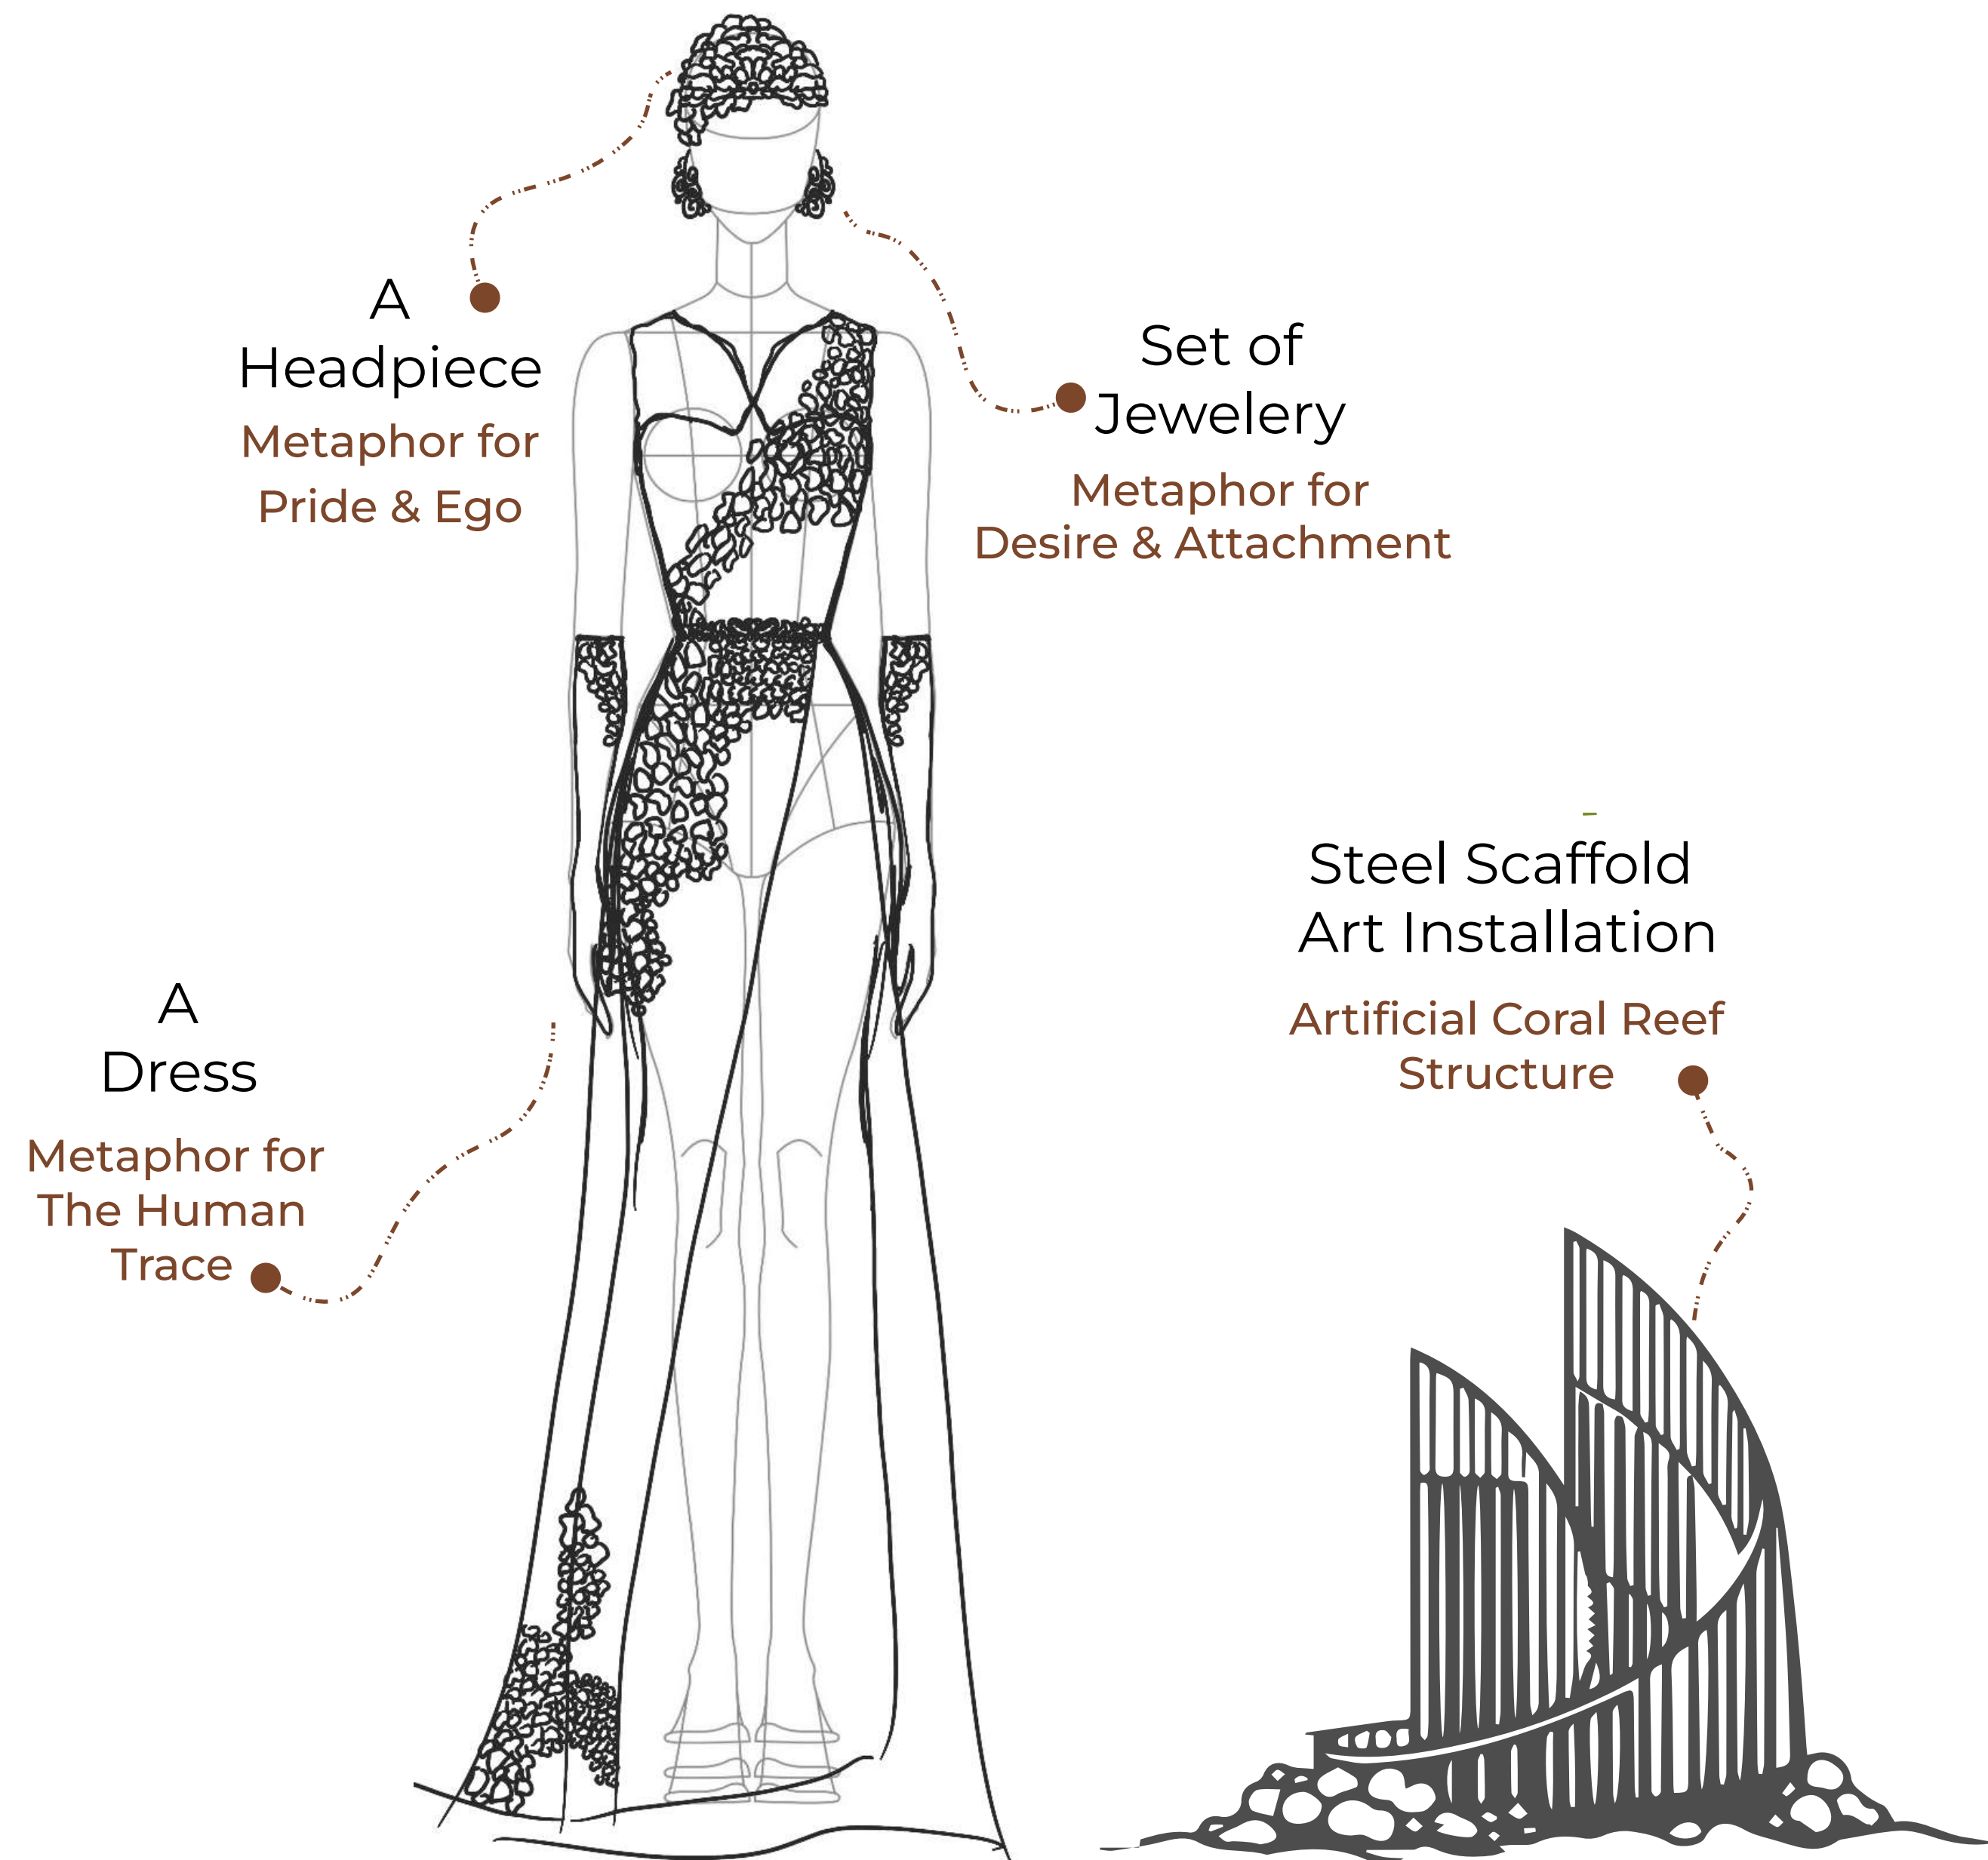 A
Headpiece
Metaphor for
Pride & Ego
Set of
Jewelery
Metaphor for
Desire & Attachment
A
Dress
Metaphor for
The Human
Trace
Steel Scaffold
Art Installation
Artificial Coral Reef
Structure